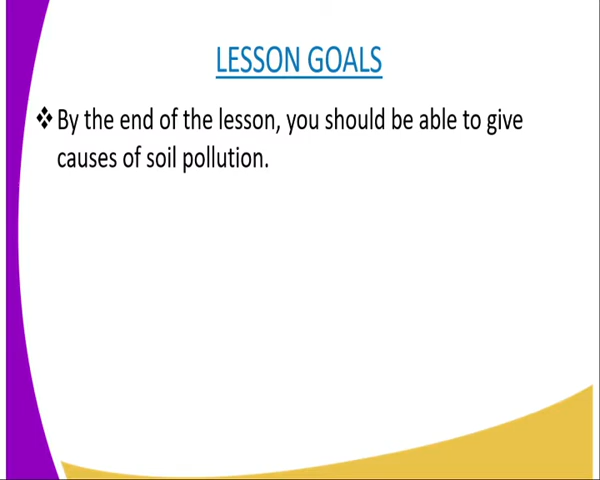 LESSON GOALS
❖By the end of the lesson, you should be able to give
causes of soil pollution.